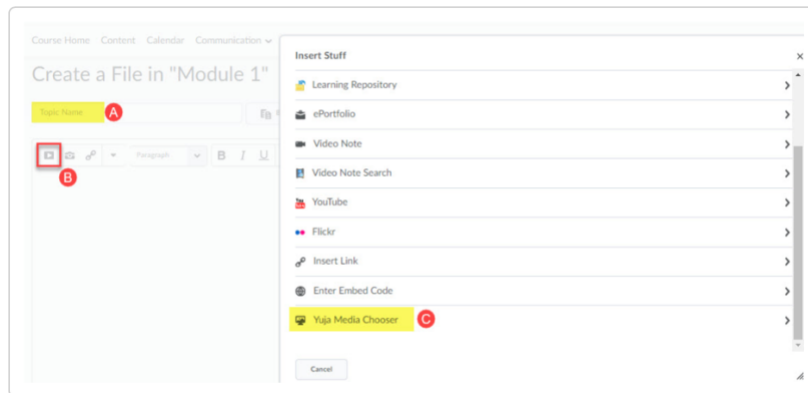 Course Home Content Calendar Communication
Create a File in "Module 1"
Topic Name
A
Paragraph B I U
B
Insert Stuff
Learning Repository
ePortfolio
Video Note
Video Note Search
YouTube
Flickr
Insert Link
Enter Embed Code
Yuja Media Chooser C
Cancel